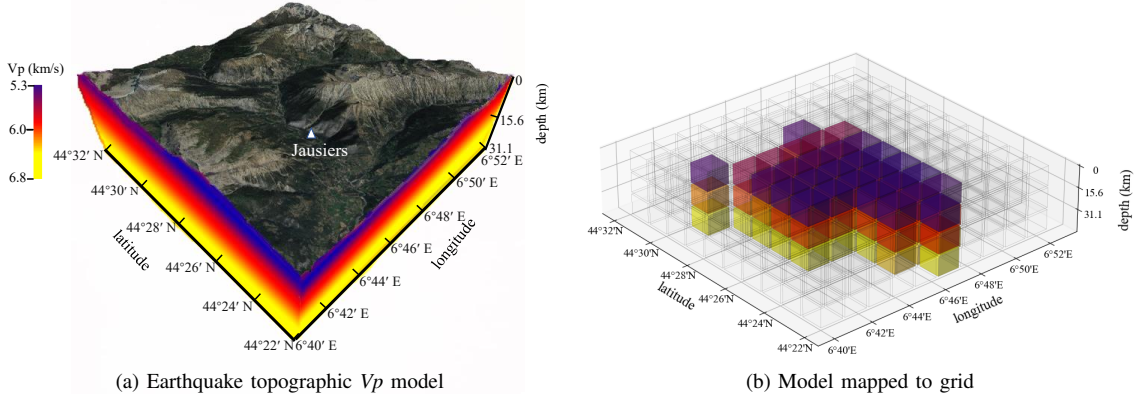 Vp (km/s)
5.3
6.0
6.8
0
15.6
31.1
depth (km)
Jausiers
44°32′ N
44°30′ N
44°28′ N
44°26′ N
44°24′ N
44°22′ N
latitude
6°52′ E
6°50′ E
6°48′ E
6°46′ E
6°44′ E
6°42′ E
6°40′ E
longitude
(a) Earthquake topographic Vp model
0
15.6
31.1
depth (km)
44°32'N
44°30'N
44°28'N
44°26'N
44°24'N
44°22'N
latitude
6°52'E
6°50'E
6°48'E
6°46'E
6°44'E
6°42'E
6°40'E
longitude
(b) Model mapped to grid